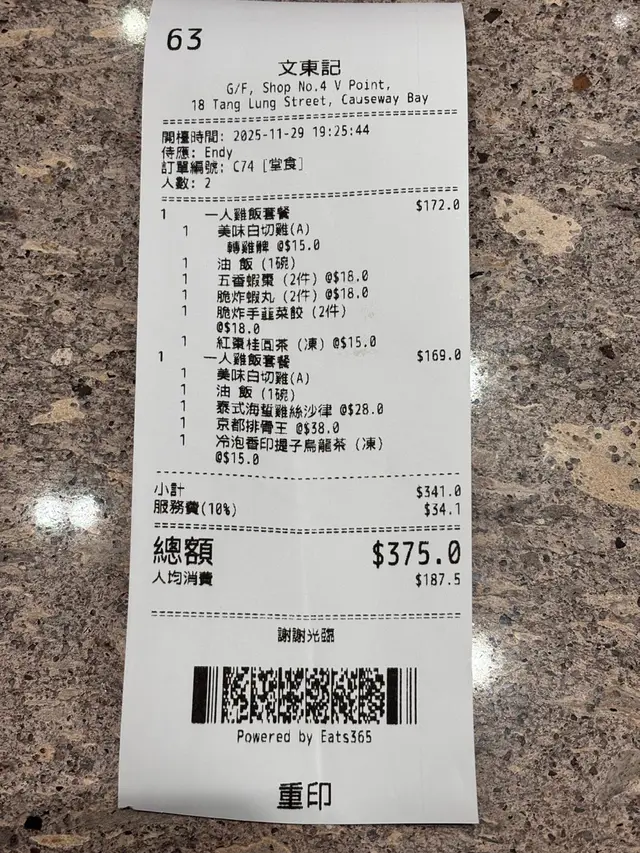 63
文東記
G/F, Shop No.4 V Point,
18 Tang Lung Street, Causeway Bay
開檯時間: 2025-11-29 19:25:44
侍應: Endy
訂單編號: C74 [堂食]
人數: 2
1 一人雞飯套餐 $172.0
1 美味白切雞(A)
轉雞髀 @$15.0
1 油 飯 (1碗)
1 五香蝦棗 (2件) @$18.0
1 脆炸蝦丸 (2件) @$18.0
1 脆炸手韮菜餃 (2件)
@$18.0
1 紅棗桂圓茶 (凍) @$15.0
1 一人雞飯套餐 $169.0
1 美味白切雞(A)
1 油 飯 (1碗)
1 泰式海蜇雞絲沙律 @$28.0
1 京都排骨王 @$38.0
1 冷泡香印提子烏龍茶 (凍)
@$15.0
小計 $341.0
服務費(10%) $34.1
總額 $375.0
人均消費 $187.5
謝謝光臨
Powered by Eats365
重印